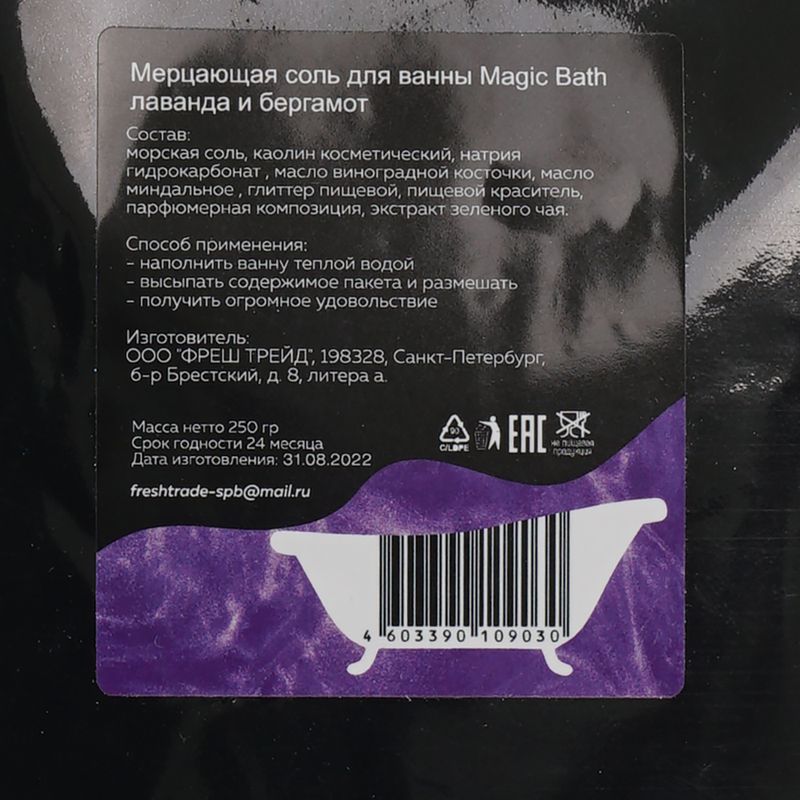 Мерцающая соль для ванны Magic Bath
лаванда и бергамот
Состав:
морская соль, каолин косметический, натрия
гидрокарбонат , масло виноградной косточки, масло
миндальное , глиттер пищевой, пищевой краситель,
парфюмерная композиция, экстракт зеленого чая.
Способ применения:
- наполнить ванну теплой водой
- высыпать содержимое пакета и размешать
- получить огромное удовольствие
Изготовитель:
ООО "ФРЕШ ТРЕЙД", 198328, Санкт-Петербург,
б-р Брестский, д. 8, литера а.
Масса нетто 250 гр
Срок годности 24 месяца
Дата изготовления: 31.08.2022
90
C/LDPE
EAC
не пищевая
продукция
freshtrade-spb@mail.ru
4 603390 109030